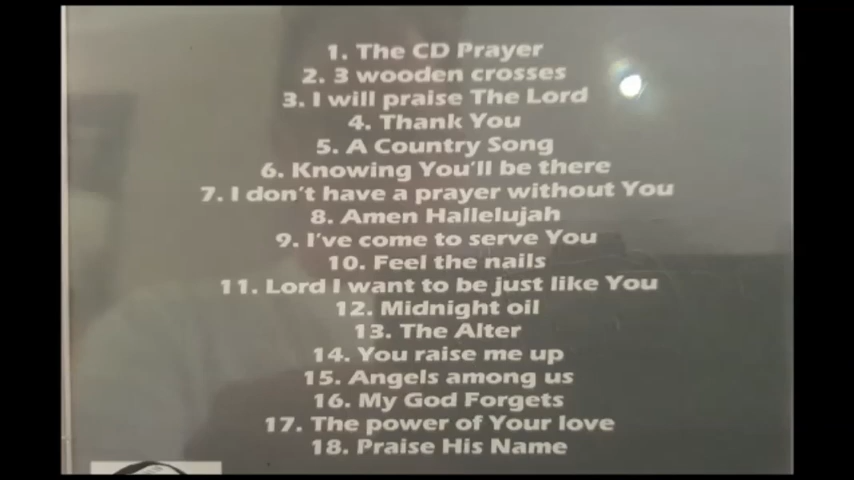 1. The CD Prayer
2. 3 wooden crosses
3. I will praise The Lord
4. Thank You
5. A Country Song
6. Knowing You'll be there
7. I don't have a prayer without You
8. Amen Hallelujah
9. I've come to serve You
10. Feel the nails
11. Lord I want to be just like You
12. Midnight oil
13. The Alter
14. You raise me up
15. Angels among us
16. My God Forgets
17. The power of Your love
18. Praise His Name